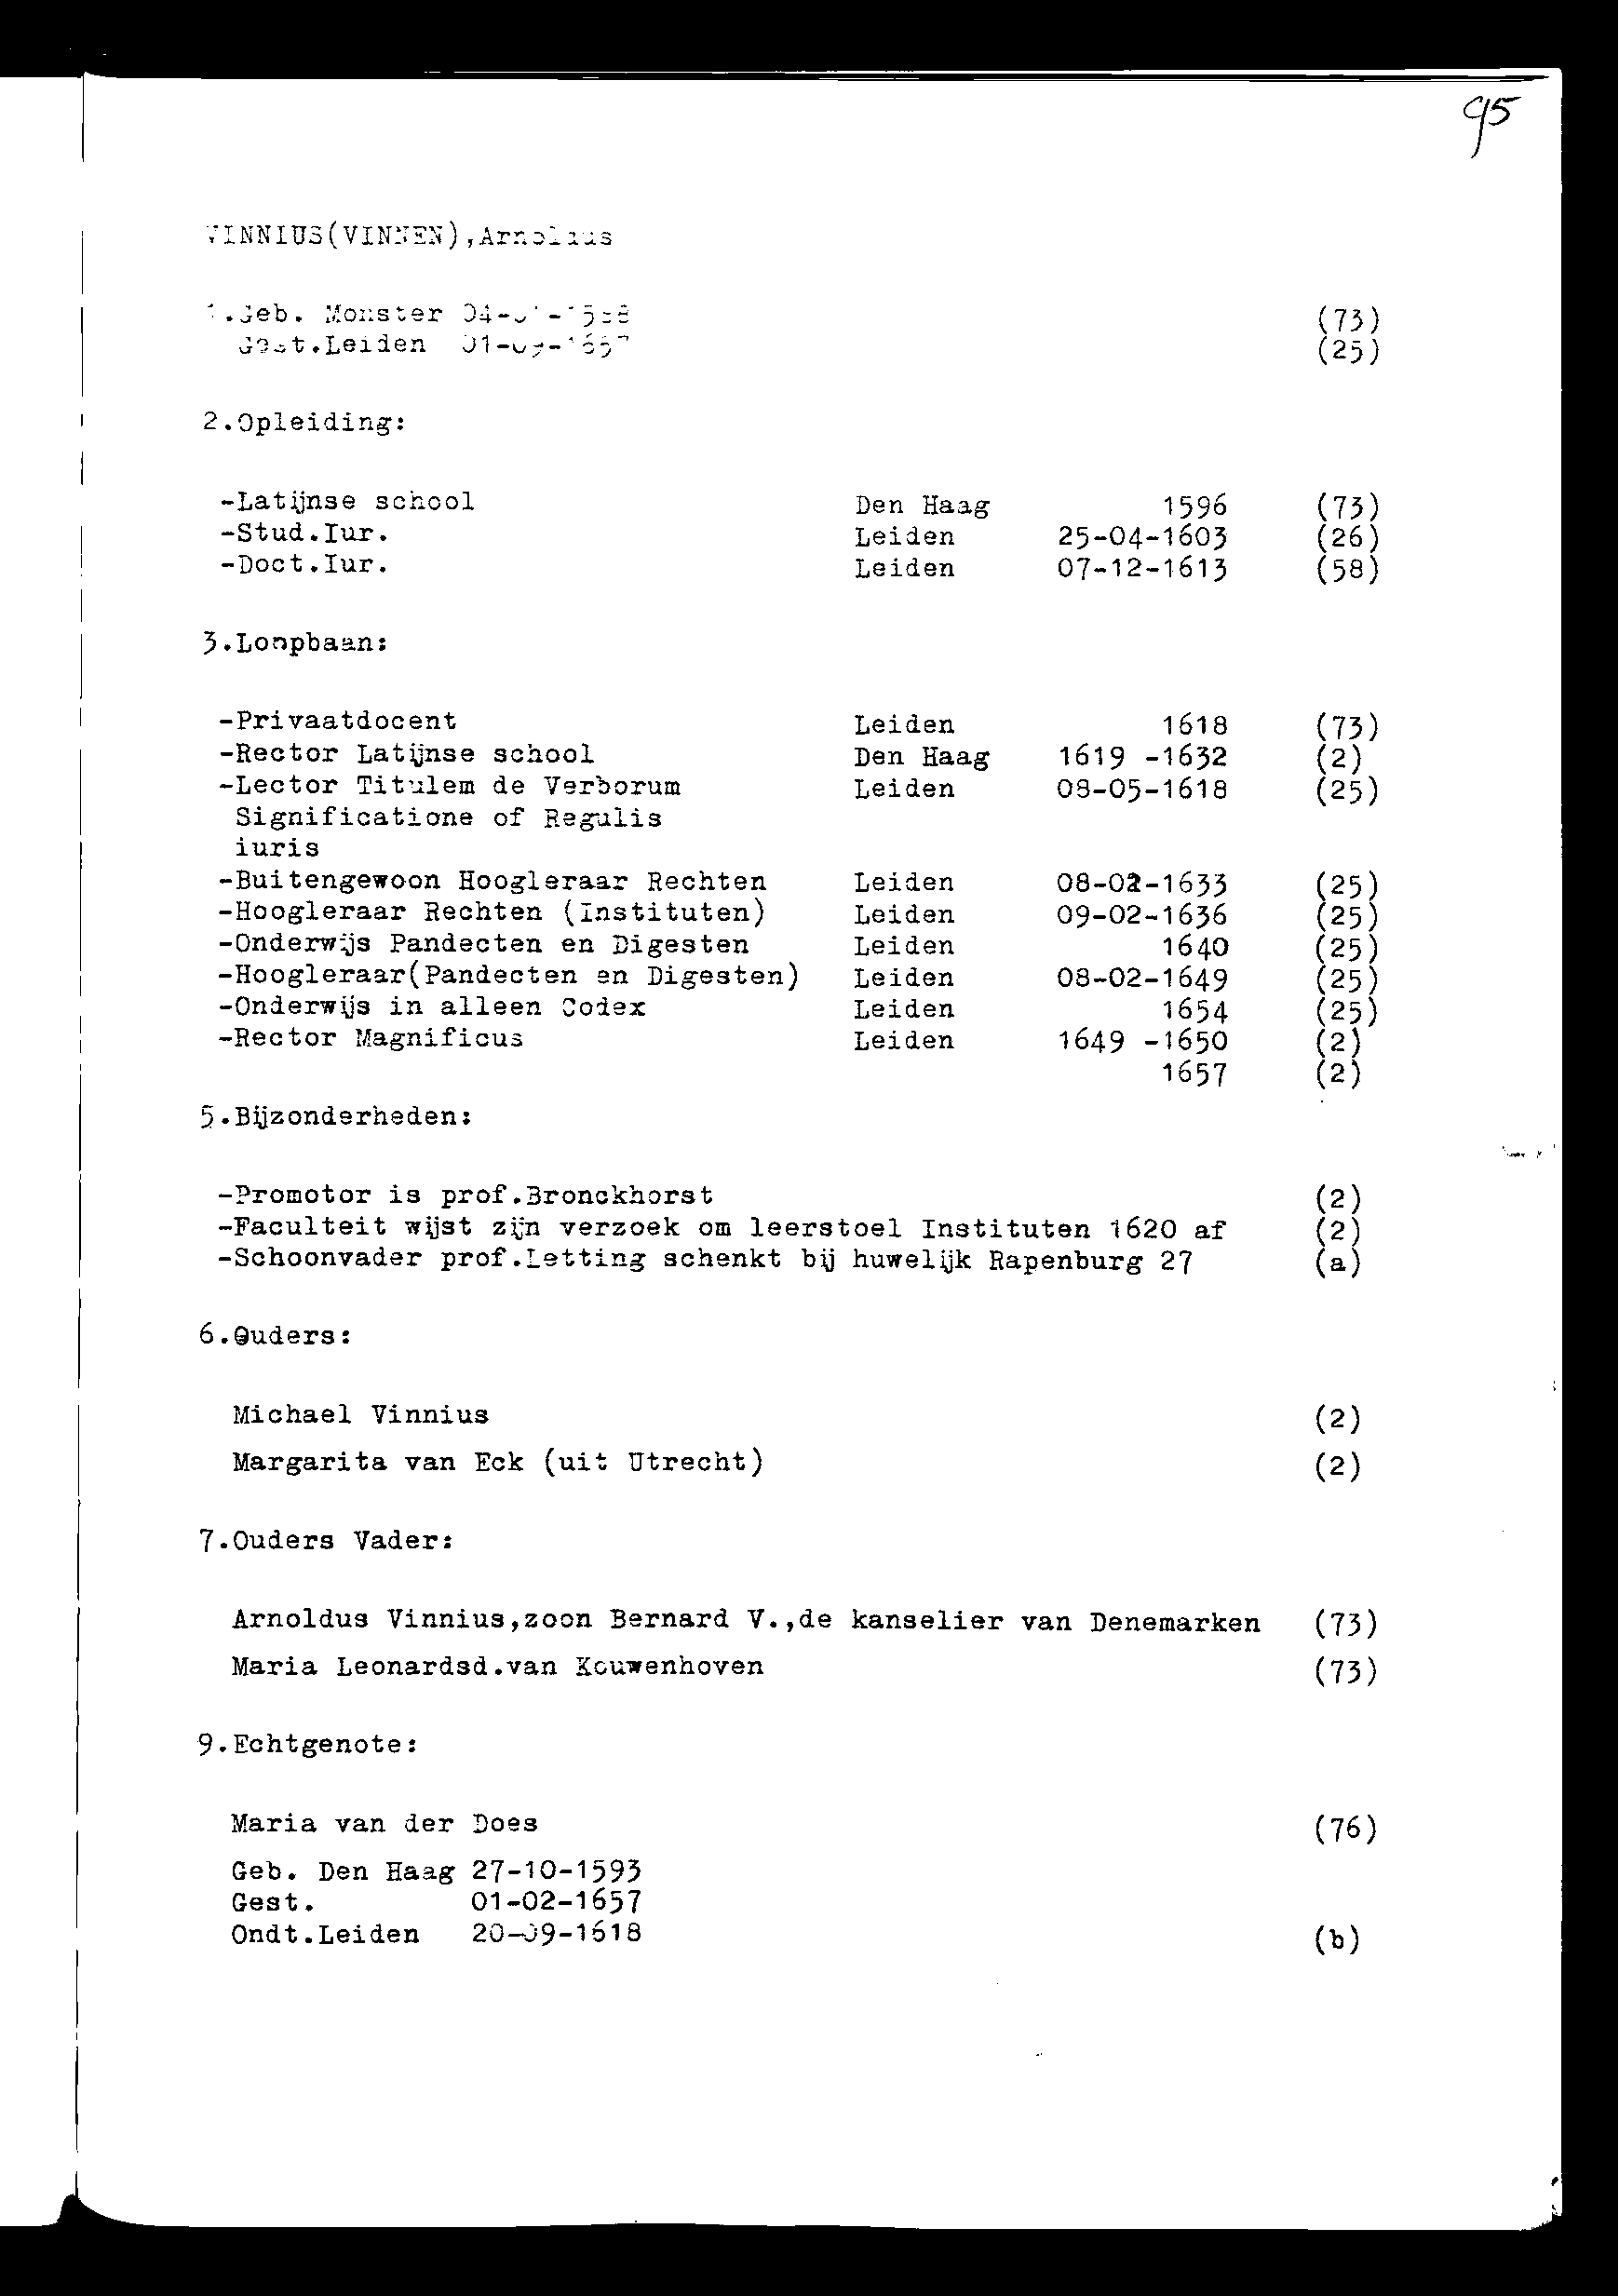 95
VINNIUS(VINNEN),Arnoldus
1.Geb. Monster 04-01-1588 (73)
Gest.Leiden 01-09-1657 (25)
2.Opleiding:
-Latijnse school Den Haag 1596 (73)
-Stud.Iur. Leiden 25-04-1603 (26)
-Doct.Iur. Leiden 07-12-1613 (58)
3.Loopbaan:
-Privaatdocent Leiden 1618 (73)
-Rector Latijnse school Den Haag 1619 -1632 (2)
-Lector Titulem de Verborum Leiden 08-05-1618 (25)
Significatione of Regulis
iuris
-Buitengewoon Hoogleraar Rechten Leiden 08-02-1633 (25)
-Hoogleraar Rechten (Instituten) Leiden 09-02-1636 (25)
-Onderwijs Pandecten en Digesten Leiden 1640 (25)
-Hoogleraar(Pandecten en Digesten) Leiden 08-02-1649 (25)
-Onderwijs in alleen Codex Leiden 1654 (25)
-Rector Magnificus Leiden 1649 -1650 (2)
1657 (2)
5.Bijzonderheden:
-Promotor is prof.Bronckhorst (2)
-Faculteit wijst zijn verzoek om leerstoel Instituten 1620 af (2)
-Schoonvader prof.Letting schenkt bij huwelijk Rapenburg 27 (a)
6.Ouders:
Michael Vinnius (2)
Margarita van Eck (uit Utrecht) (2)
7.Ouders Vader:
Arnoldus Vinnius,zoon Bernard V.,de kanselier van Denemarken (73)
Maria Leonardsd.van Kouwenhoven (73)
9.Echtgenote:
Maria van der Does (76)
Geb. Den Haag 27-10-1593
Gest. 01-02-1657
Ondt.Leiden 20-09-1618 (b)